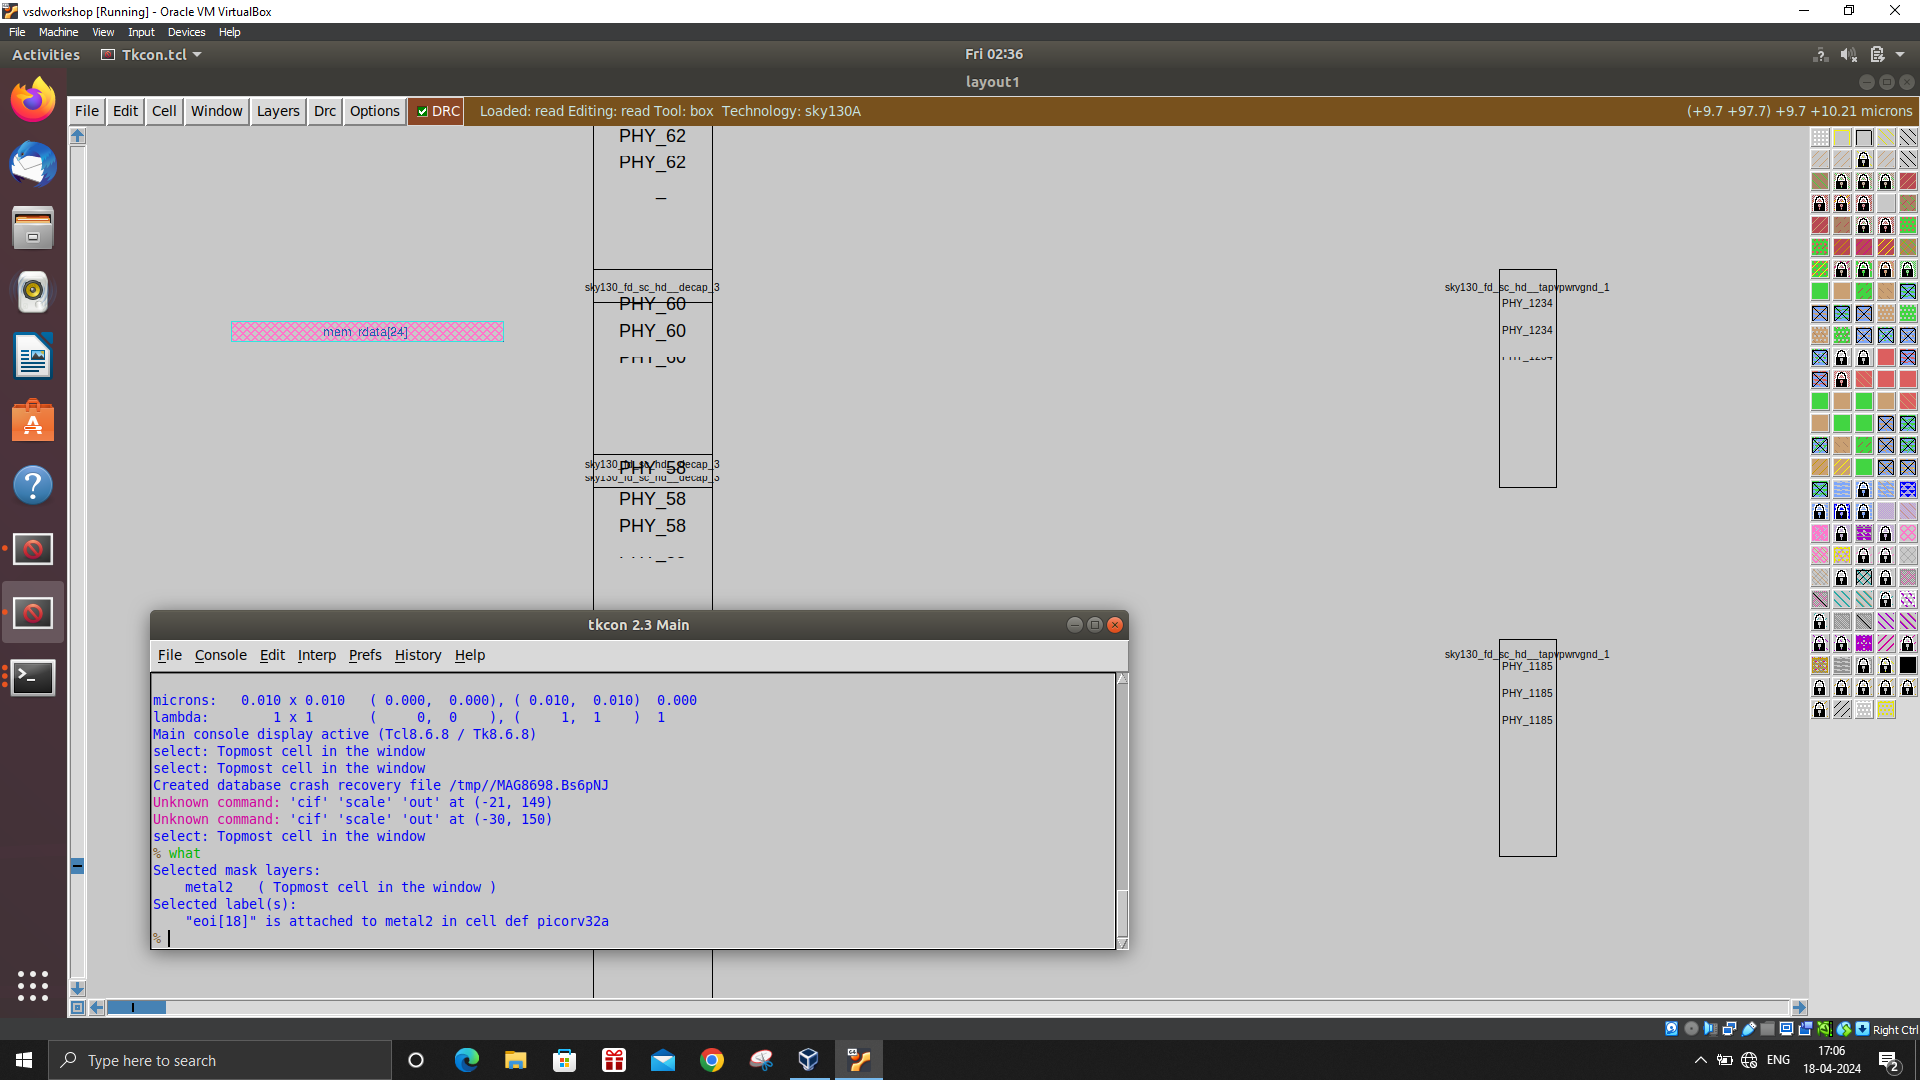 vsdworkshop [Running] - Oracle VM VirtualBox
File Machine View Input Devices Help
Activities Tkcon.tcl Fri 02:36
layout1
File Edit Cell Window Layers Drc Options DRC Loaded: read Editing: read Tool: box Technology: sky130A (+9.7 +97.7) +9.7 +10.21 microns
PHY_62
PHY_62
sky130_fd_sc_hd__decap_3
PHY_60
PHY_60
PHY_60
mem_rdata[24]
sky130_fd_sc_hd__tapvpwrvgnd_1
PHY_1234
PHY_1234
PHY_1234
sky130_fd_sc_hd__decap_3
PHY_58
sky130_fd_sc_hd__decap_3
PHY_58
PHY_58
sky130_fd_sc_hd__tapvpwrvgnd_1
PHY_1185
PHY_1185
PHY_1185
tkcon 2.3 Main
File Console Edit Interp Prefs History Help
microns: 0.010 x 0.010 ( 0.000, 0.000), ( 0.010, 0.010) 0.000
lambda: 1 x 1 ( 0, 0 ), ( 1, 1 ) 1
Main console display active (Tcl8.6.8 / Tk8.6.8)
select: Topmost cell in the window
select: Topmost cell in the window
Created database crash recovery file /tmp//MAG8698.Bs6pNJ
Unknown command: 'cif' 'scale' 'out' at (-21, 149)
Unknown command: 'cif' 'scale' 'out' at (-30, 150)
select: Topmost cell in the window
% what
Selected mask layers:
metal2 ( Topmost cell in the window )
Selected label(s):
"eoi[18]" is attached to metal2 in cell def picorv32a
%
Right Ctrl
Type here to search
ENG
17:06
18-04-2024
2